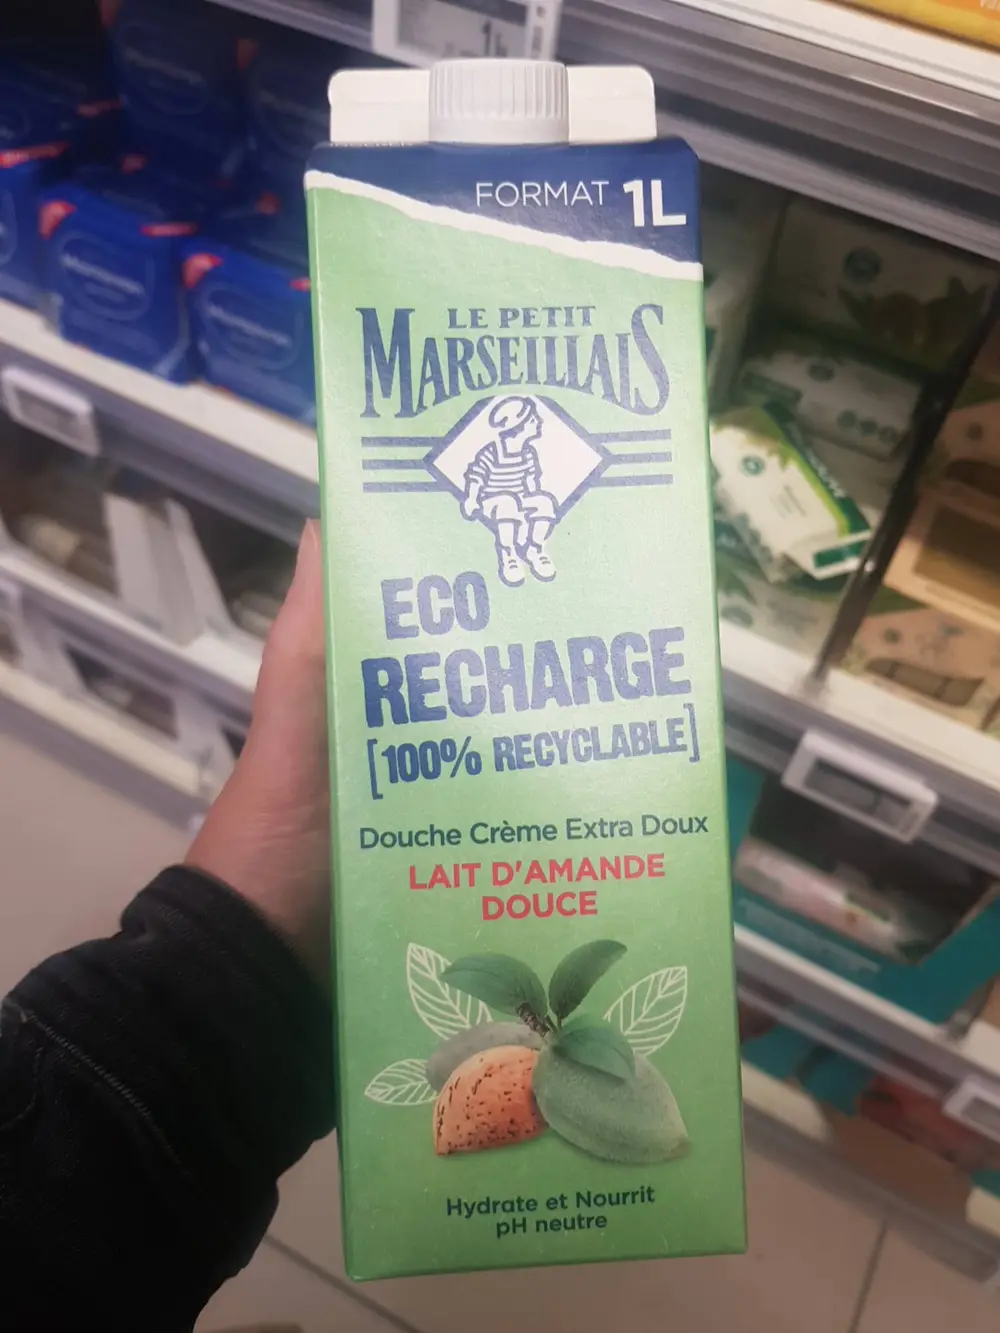 FORMAT 1L
LE PETIT
MARSEILLAIS
ECO
RECHARGE
[100% RECYCLABLE]
Douche Crème Extra Doux
LAIT D'AMANDE
DOUCE
Hydrate et Nourrit
pH neutre